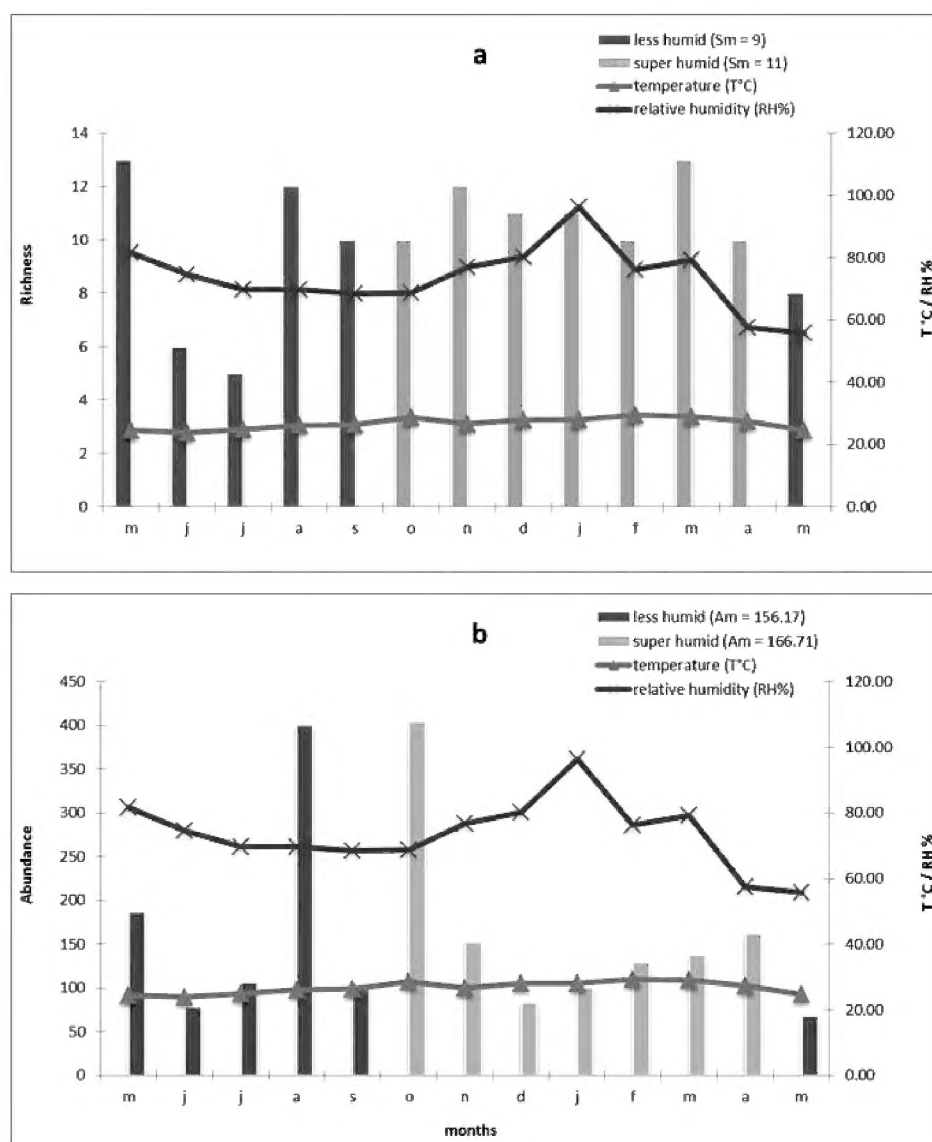 a
less humid (Sm = 9)
super humid (Sm = 11)
temperature (T°C)
relative humidity (RH%)
14
12
10
8
6
4
2
0
Richness
120.00
100.00
80.00
60.00
40.00
20.00
0.00
T °C / RH %
m j j a s o n d j f m a m
b
less humid (Am = 156.17)
super humid (Am = 166.71)
temperature (T°C)
relative humidity (RH%)
450
400
350
300
250
200
150
100
50
0
Abundance
120.00
100.00
80.00
60.00
40.00
20.00
0.00
T °C / RH %
m j j a s o n d j f m a m
months